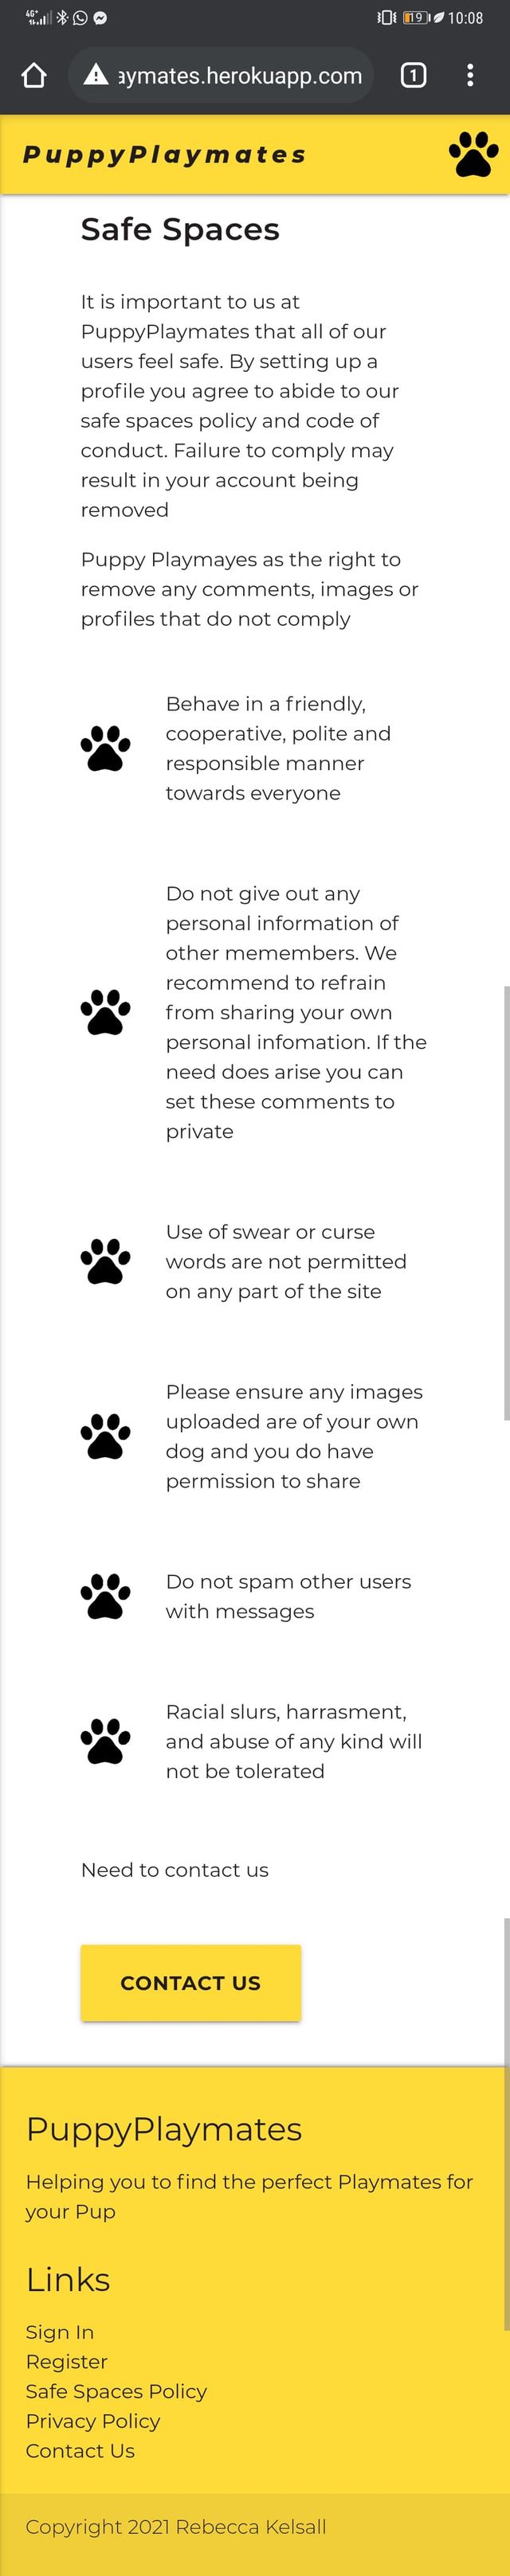 4G+
19
10:08
aymates.herokuapp.com
1
PuppyPlaymates
Safe Spaces
It is important to us at
PuppyPlaymates that all of our
users feel safe. By setting up a
profile you agree to abide to our
safe spaces policy and code of
conduct. Failure to comply may
result in your account being
removed
Puppy Playmayes as the right to
remove any comments, images or
profiles that do not comply
Behave in a friendly,
cooperative, polite and
responsible manner
towards everyone
Do not give out any
personal information of
other memembers. We
recommend to refrain
from sharing your own
personal infomation. If the
need does arise you can
set these comments to
private
Use of swear or curse
words are not permitted
on any part of the site
Please ensure any images
uploaded are of your own
dog and you do have
permission to share
Do not spam other users
with messages
Racial slurs, harrasment,
and abuse of any kind will
not be tolerated
Need to contact us
CONTACT US
PuppyPlaymates
Helping you to find the perfect Playmates for
your Pup
Links
Sign In
Register
Safe Spaces Policy
Privacy Policy
Contact Us
Copyright 2021 Rebecca Kelsall